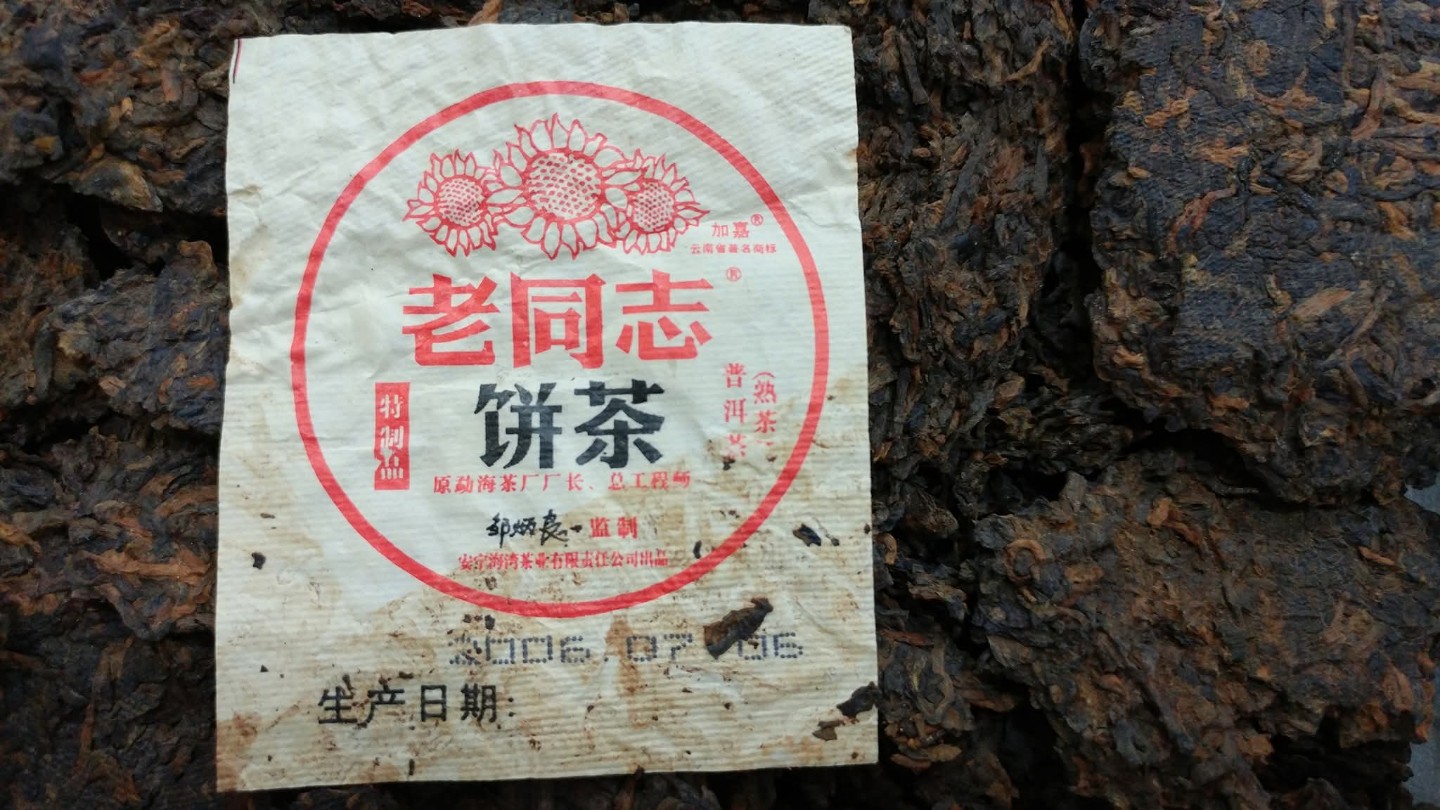 加嘉®
云南省著名商标
老同志®
饼茶
特制品
普洱茶
(熟茶)
原勐海茶厂厂长、总工程师
邹炳良 监制
安宁海湾茶业有限责任公司出品
2006.07.06
生产日期: